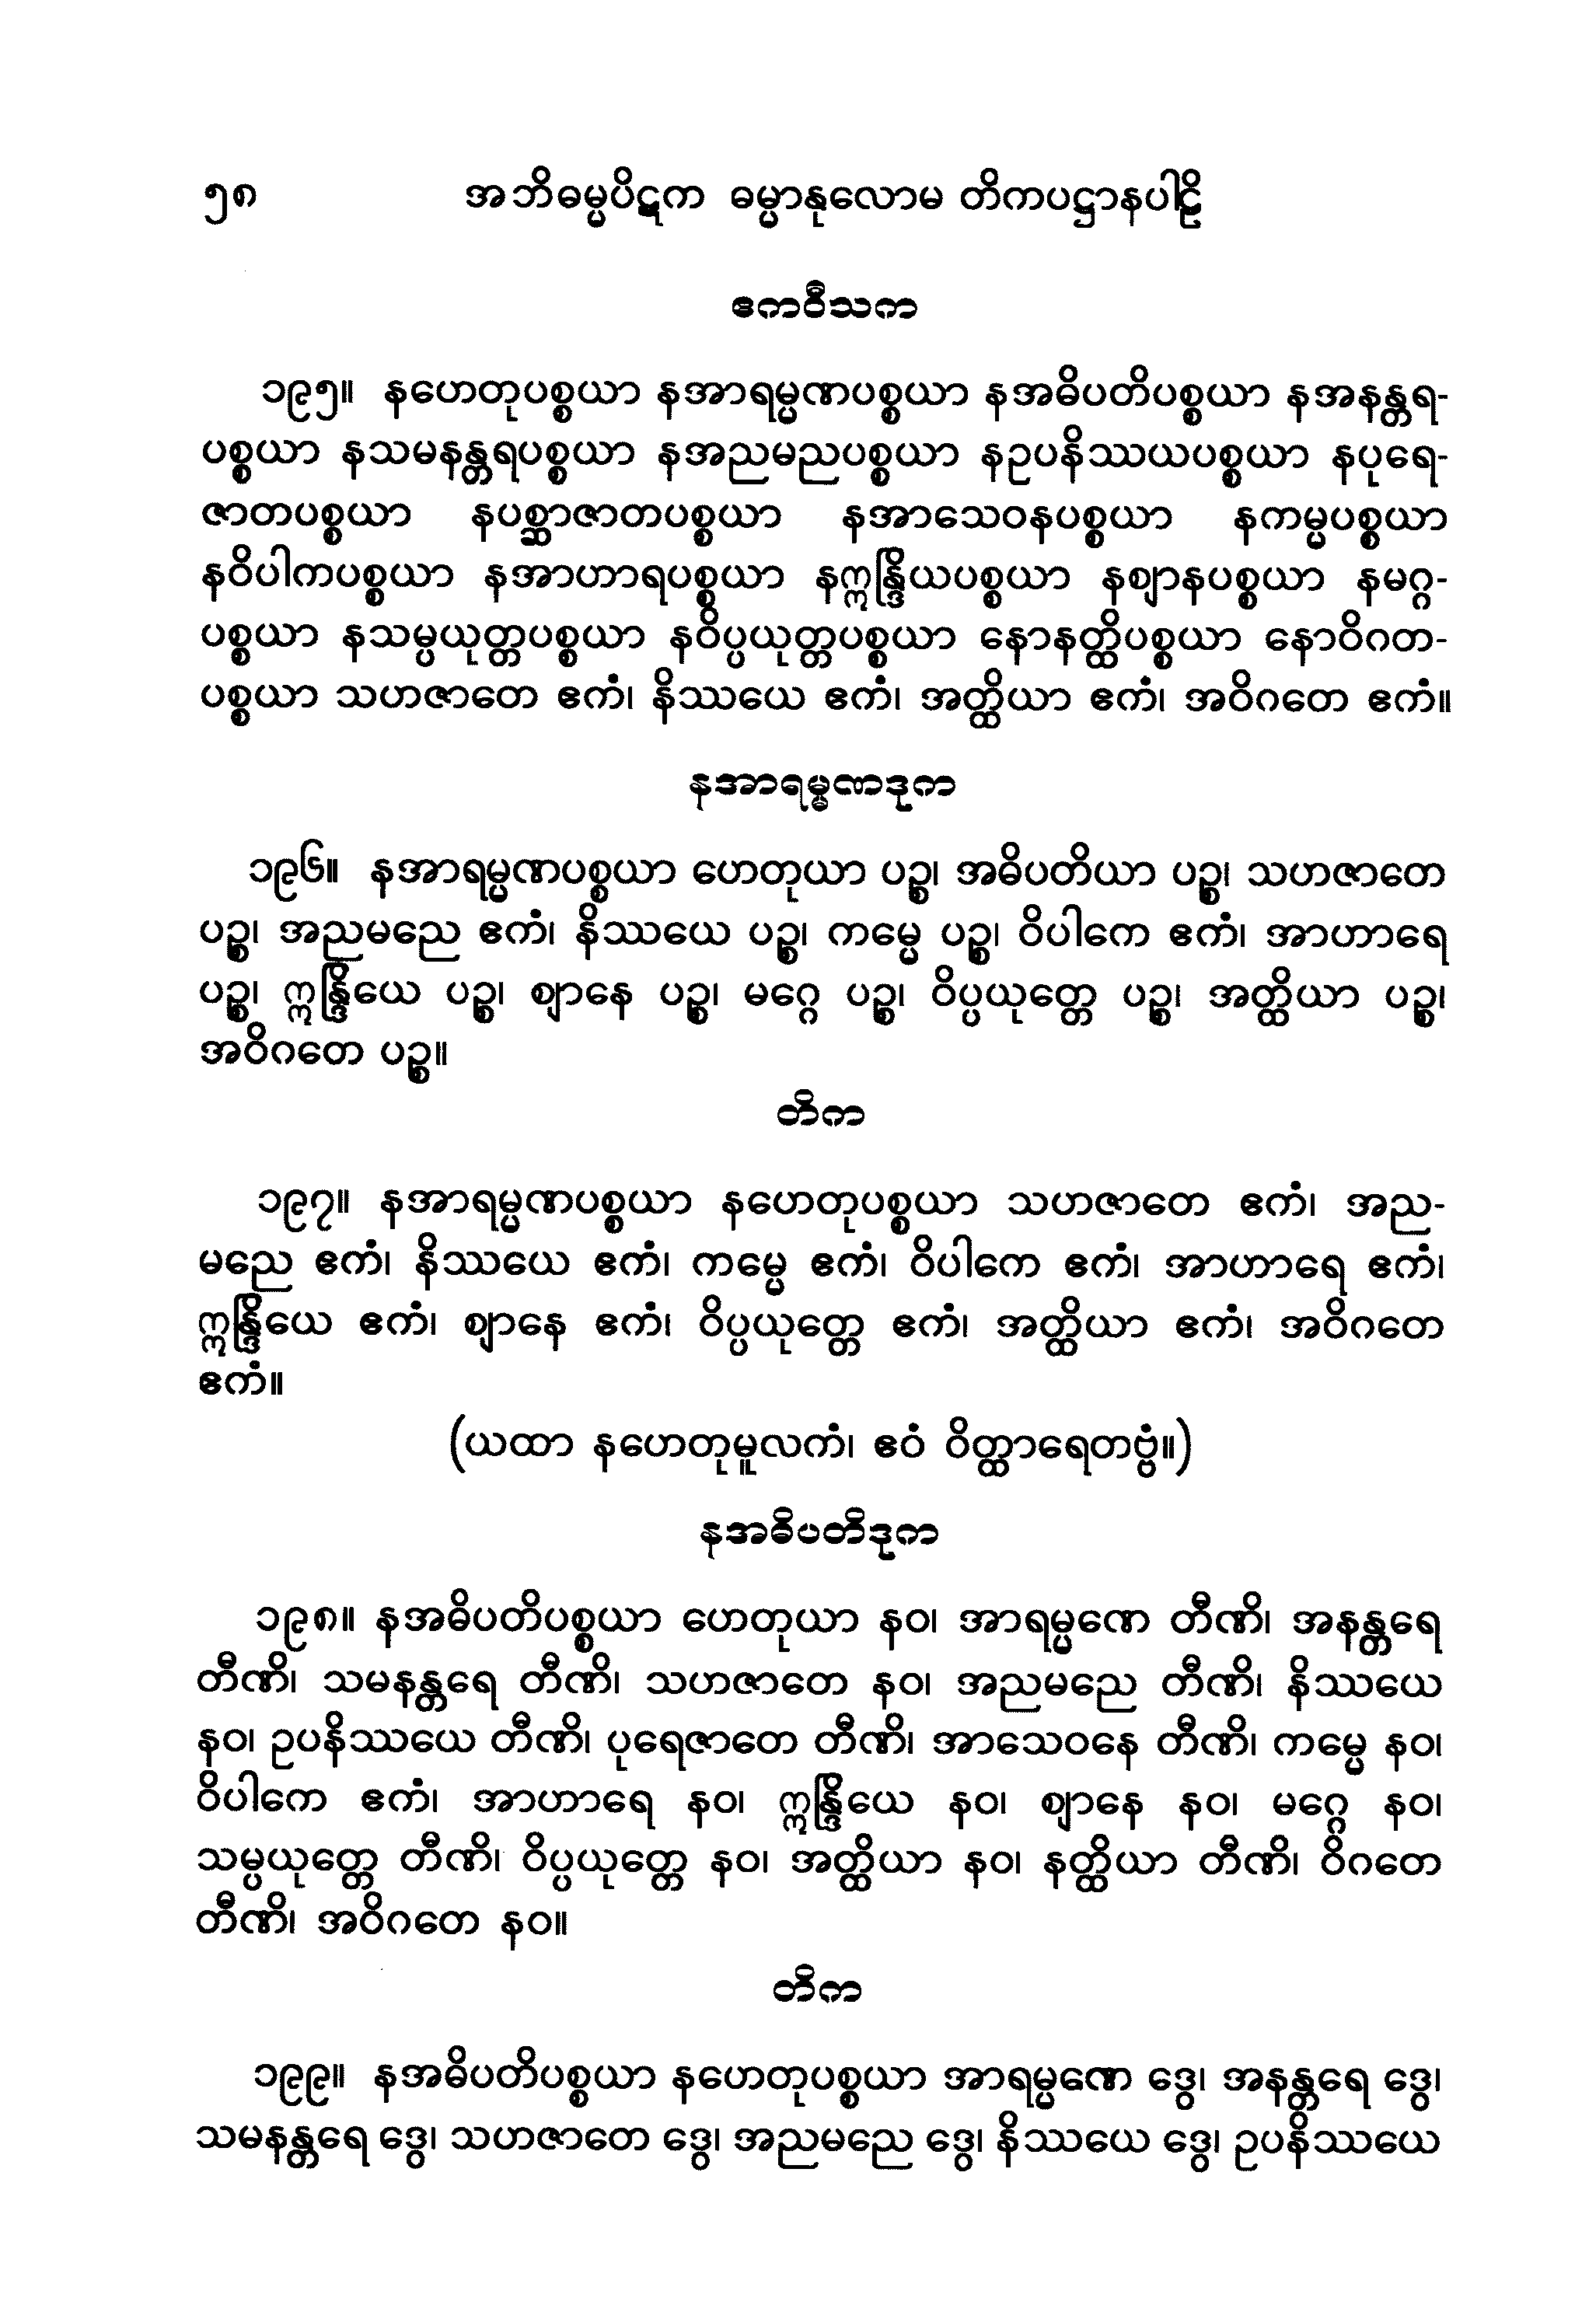 ၅၈ အဘိဓမ္မပိဋက ဓမ္မာနုလောမ တိကပဋ္ဌာနပါဠိ
ဧကဝီသက
၁၉၅။ နဟေတုပစ္စယာ နအာရမ္မဏပစ္စယာ နအဓိပတိပစ္စယာ နအနန္တရ-
ပစ္စယာ နသမနန္တရပစ္စယာ နအညမညပစ္စယာ နဥပနိဿယပစ္စယာ နပုရေ-
ဇာတပစ္စယာ နပစ္ဆာဇာတပစ္စယာ နအာသေဝနပစ္စယာ နကမ္မပစ္စယာ
နဝိပါကပစ္စယာ နအာဟာရပစ္စယာ နဣန္ဒြိယပစ္စယာ နဈာနပစ္စယာ နမဂ္ဂ-
ပစ္စယာ နသမ္ပယုတ္တပစ္စယာ နဝိပ္ပယုတ္တပစ္စယာ နောနတ္ထိပစ္စယာ နောဝိဂတ-
ပစ္စယာ သဟဇာတေ ဧကံ၊ နိဿယေ ဧကံ၊ အတ္ထိယာ ဧကံ၊ အဝိဂတေ ဧကံ။
နအာရမ္မဏဒုက
၁၉၆။ နအာရမ္မဏပစ္စယာ ဟေတုယာ ပဉ္စ၊ အဓိပတိယာ ပဉ္စ၊ သဟဇာတေ
ပဉ္စ၊ အညမညေ ဧကံ၊ နိဿယေ ပဉ္စ၊ ကမ္မေ ပဉ္စ၊ ဝိပါကေ ဧကံ၊ အာဟာရေ
ပဉ္စ၊ ဣန္ဒြိယေ ပဉ္စ၊ ဈာနေ ပဉ္စ၊ မဂ္ဂေ ပဉ္စ၊ ဝိပ္ပယုတ္တေ ပဉ္စ၊ အတ္ထိယာ ပဉ္စ၊
အဝိဂတေ ပဉ္စ။
တိက
၁၉၇။ နအာရမ္မဏပစ္စယာ နဟေတုပစ္စယာ သဟဇာတေ ဧကံ၊ အည-
မညေ ဧကံ၊ နိဿယေ ဧကံ၊ ကမ္မေ ဧကံ၊ ဝိပါကေ ဧကံ၊ အာဟာရေ ဧကံ၊
ဣန္ဒြိယေ ဧကံ၊ ဈာနေ ဧကံ၊ ဝိပ္ပယုတ္တေ ဧကံ၊ အတ္ထိယာ ဧကံ၊ အဝိဂတေ
ဧကံ။
(ယထာ နဟေတုမူလကံ၊ ဧဝံ ဝိတ္ထာရေတဗ္ဗံ။)
နအဓိပတိဒုက
၁၉၈။ နအဓိပတိပစ္စယာ ဟေတုယာ နဝ၊ အာရမ္မဏေ တီဏိ၊ အနန္တရေ
တီဏိ၊ သမနန္တရေ တီဏိ၊ သဟဇာတေ နဝ၊ အညမညေ တီဏိ၊ နိဿယေ
နဝ၊ ဥပနိဿယေ တီဏိ၊ ပုရေဇာတေ တီဏိ၊ အာသေဝနေ တီဏိ၊ ကမ္မေ နဝ၊
ဝိပါကေ ဧကံ၊ အာဟာရေ နဝ၊ ဣန္ဒြိယေ နဝ၊ ဈာနေ နဝ၊ မဂ္ဂေ နဝ၊
သမ္ပယုတ္တေ တီဏိ၊ ဝိပ္ပယုတ္တေ နဝ၊ အတ္ထိယာ နဝ၊ နတ္ထိယာ တီဏိ၊ ဝိဂတေ
တီဏိ၊ အဝိဂတေ နဝ။
တိက
၁၉၉။ နအဓိပတိပစ္စယာ နဟေတုပစ္စယာ အာရမ္မဏေ ဒွေ၊ အနန္တရေ ဒွေ၊
သမနန္တရေ ဒွေ၊ သဟဇာတေ ဒွေ၊ အညမညေ ဒွေ၊ နိဿယေ ဒွေ၊ ဥပနိဿယေ